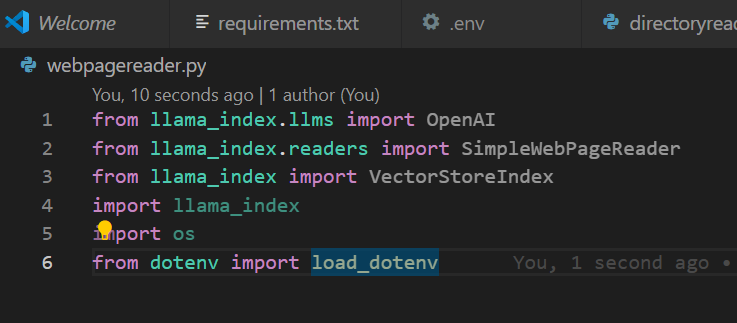 Welcome requirements.txt .env directoryrea
webpagereader.py
You, 10 seconds ago | 1 author (You)
1 from llama_index.llms import OpenAI
2 from llama_index.readers import SimpleWebPageReader
3 from llama_index import VectorStoreIndex
4 import llama_index
5 import os
6 from dotenv import load_dotenv You, 1 second ago •